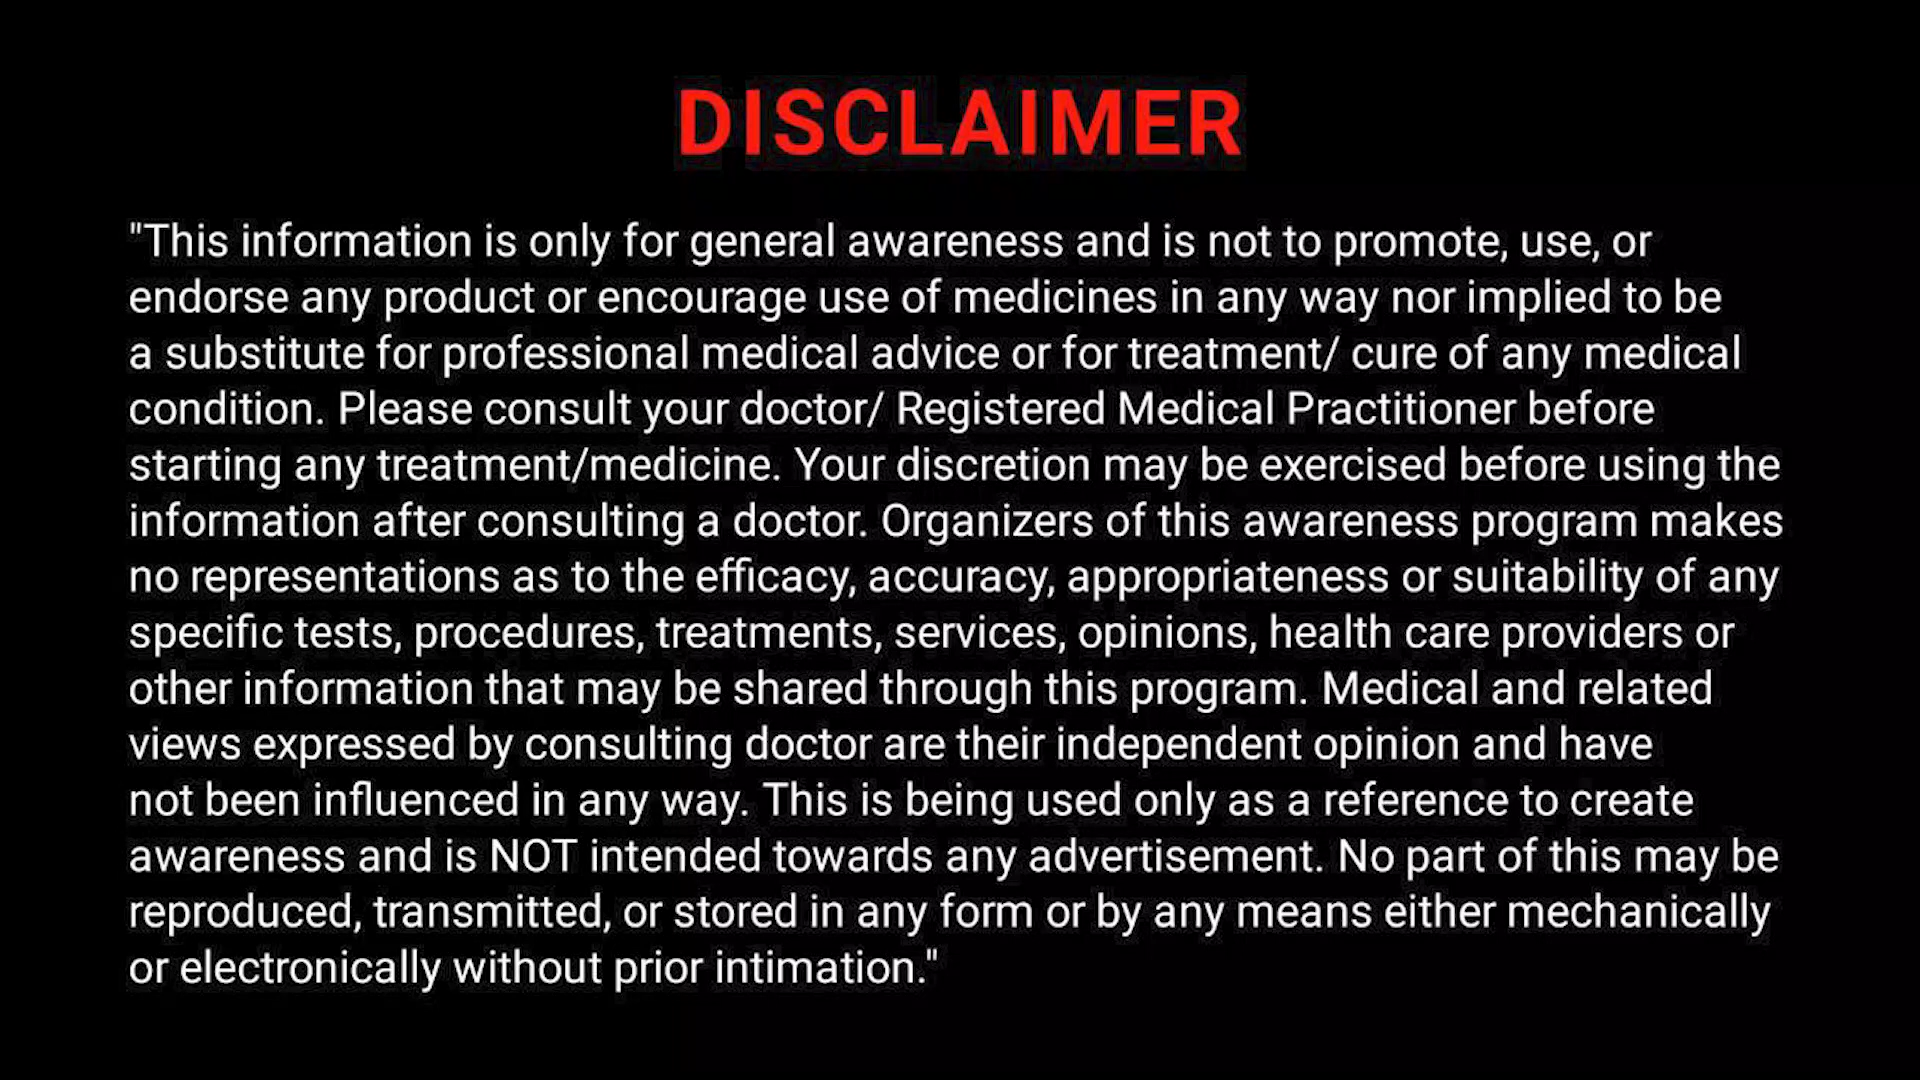 DISCLAIMER
"This information is only for general awareness and is not to promote, use, or
endorse any product or encourage use of medicines in any way nor implied to be
a substitute for professional medical advice or for treatment/ cure of any medical
condition. Please consult your doctor/ Registered Medical Practitioner before
starting any treatment/medicine. Your discretion may be exercised before using the
information after consulting a doctor. Organizers of this awareness program makes
no representations as to the efficacy, accuracy, appropriateness or suitability of any
specific tests, procedures, treatments, services, opinions, health care providers or
other information that may be shared through this program. Medical and related
views expressed by consulting doctor are their independent opinion and have
not been influenced in any way. This is being used only as a reference to create
awareness and is NOT intended towards any advertisement. No part of this may be
reproduced, transmitted, or stored in any form or by any means either mechanically
or electronically without prior intimation."